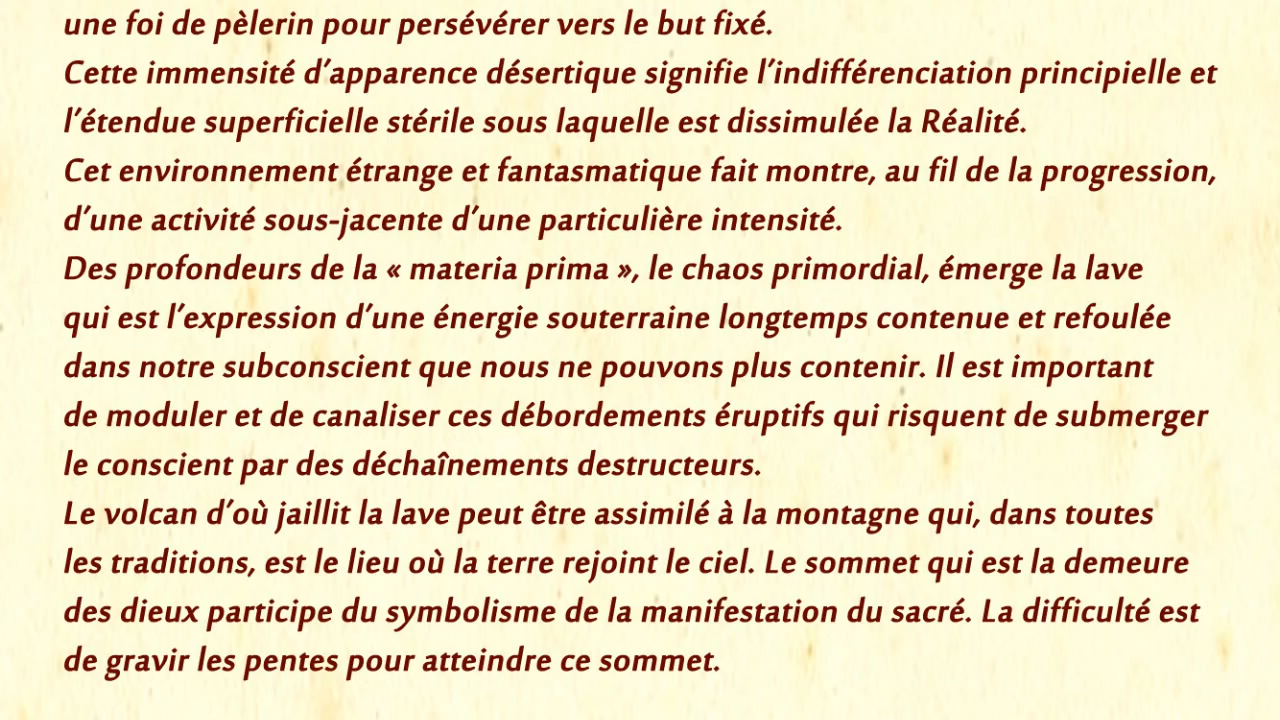 une foi de pèlerin pour persévérer vers le but fixé.
Cette immensité d’apparence désertique signifie l’indifférenciation principielle et
l’étendue superficielle stérile sous laquelle est dissimulée la Réalité.
Cet environnement étrange et fantasmatique fait montre, au fil de la progression,
d’une activité sous-jacente d’une particulière intensité.
Des profondeurs de la « materia prima », le chaos primordial, émerge la lave
qui est l’expression d’une énergie souterraine longtemps contenue et refoulée
dans notre subconscient que nous ne pouvons plus contenir. Il est important
de moduler et de canaliser ces débordements éruptifs qui risquent de submerger
le conscient par des déchaînements destructeurs.
Le volcan d’où jaillit la lave peut être assimilé à la montagne qui, dans toutes
les traditions, est le lieu où la terre rejoint le ciel. Le sommet qui est la demeure
des dieux participe du symbolisme de la manifestation du sacré. La difficulté est
de gravir les pentes pour atteindre ce sommet.